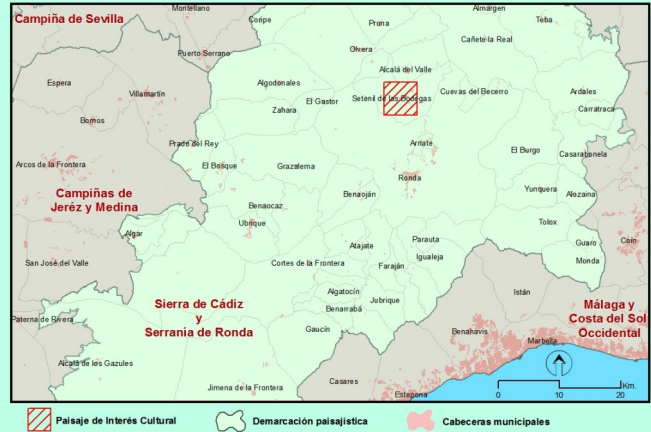 Campiña de Sevilla
Montellano
Coripe
Pruna
Almargen
Teba
Puerto Serrano
Olvera
Cañete la Real
Alcalá del Valle
Espera
Villamartín
Algodonales
Setenil de las Bodegas
Cuevas del Becerro
Ardales
El Gastor
Zahara
Carratraca
Bornos
Prado del Rey
Arriate
El Burgo
Casarabonela
Arcos de la Frontera
El Bosque
Grazalema
Ronda
Campiñas de
Jeréz y Medina
Benaoján
Yunquera
Alozaina
Benaocaz
Ubrique
Tolox
Algar
Atajate
Parauta
Igualeja
Guaro
Coín
San José del Valle
Cortes de la Frontera
Faraján
Monda
Algatocín
Jubrique
Istán
Sierra de Cádiz
y
Serranía de Ronda
Benarrabá
Málaga y
Costa del Sol
Occidental
Paterna de Rivera
Gaucín
Benahavis
Marbella
Alcalá de los Gazules
Casares
Jimena de la Frontera
Estepona
0 10 20 Km.
Paisaje de Interés Cultural
Demarcación paisajística
Cabeceras municipales